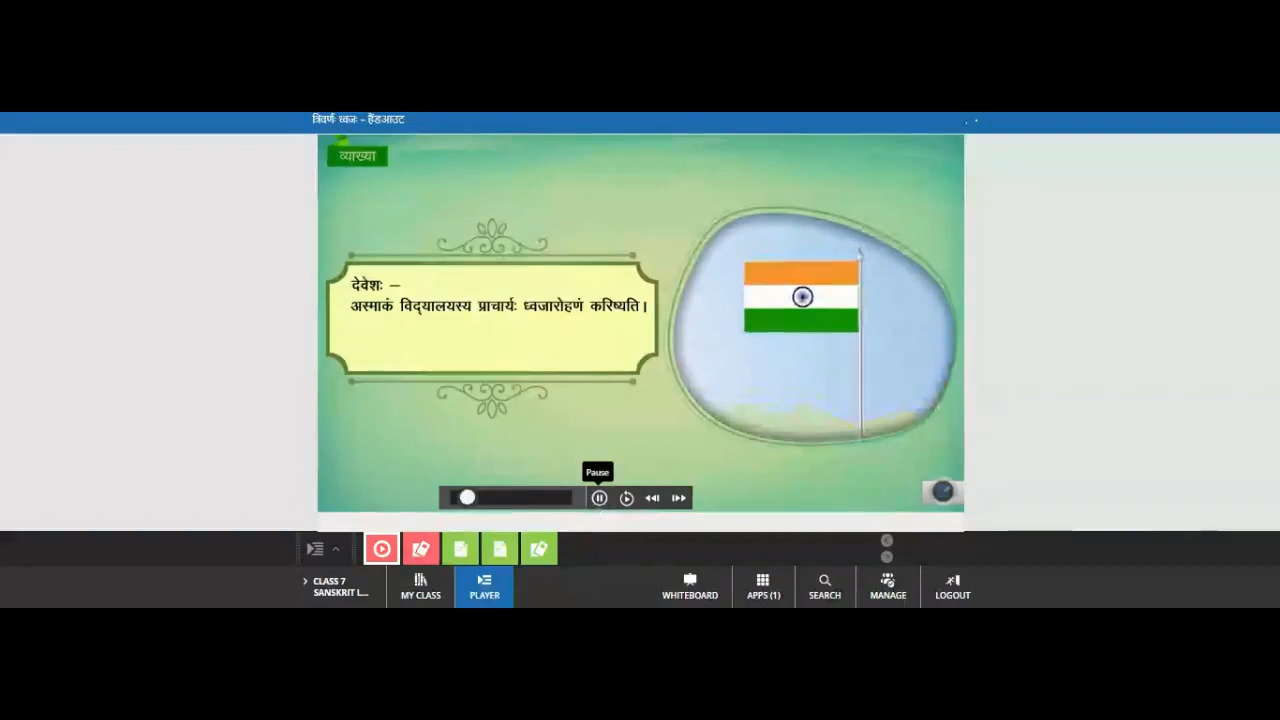 त्रिवर्णः ध्वजः - हैंडआउट
व्याख्या
देवेशः –
अस्माकं विद्यालयस्य प्राचार्यः ध्वजारोहणं करिष्यति।
Pause
CLASS 7
SANSKRIT L...
MY CLASS
PLAYER
WHITEBOARD
APPS (1)
SEARCH
MANAGE
LOGOUT